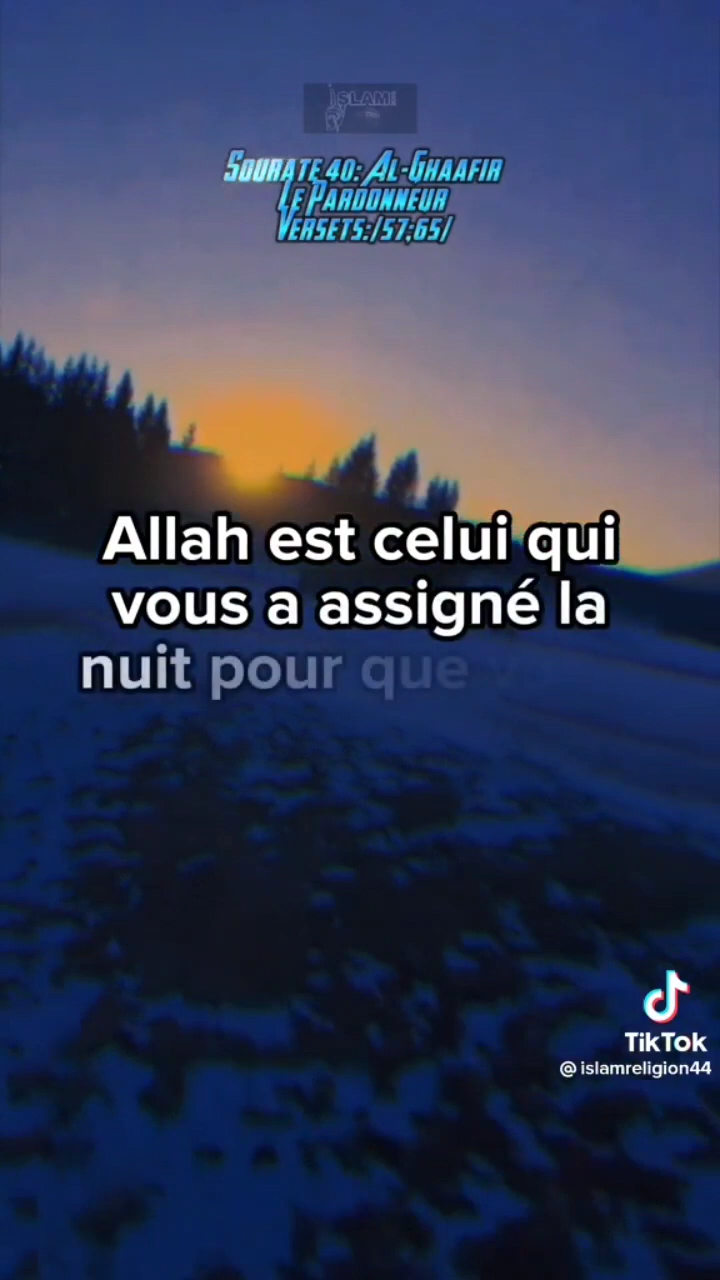 ISLAM
SOURATE 40: AL-GHAAFIR
LE PARDONNEUR
VERSETS:/57;65/
Allah est celui qui
vous a assigné la
nuit pour que
TikTok
@islamreligion44